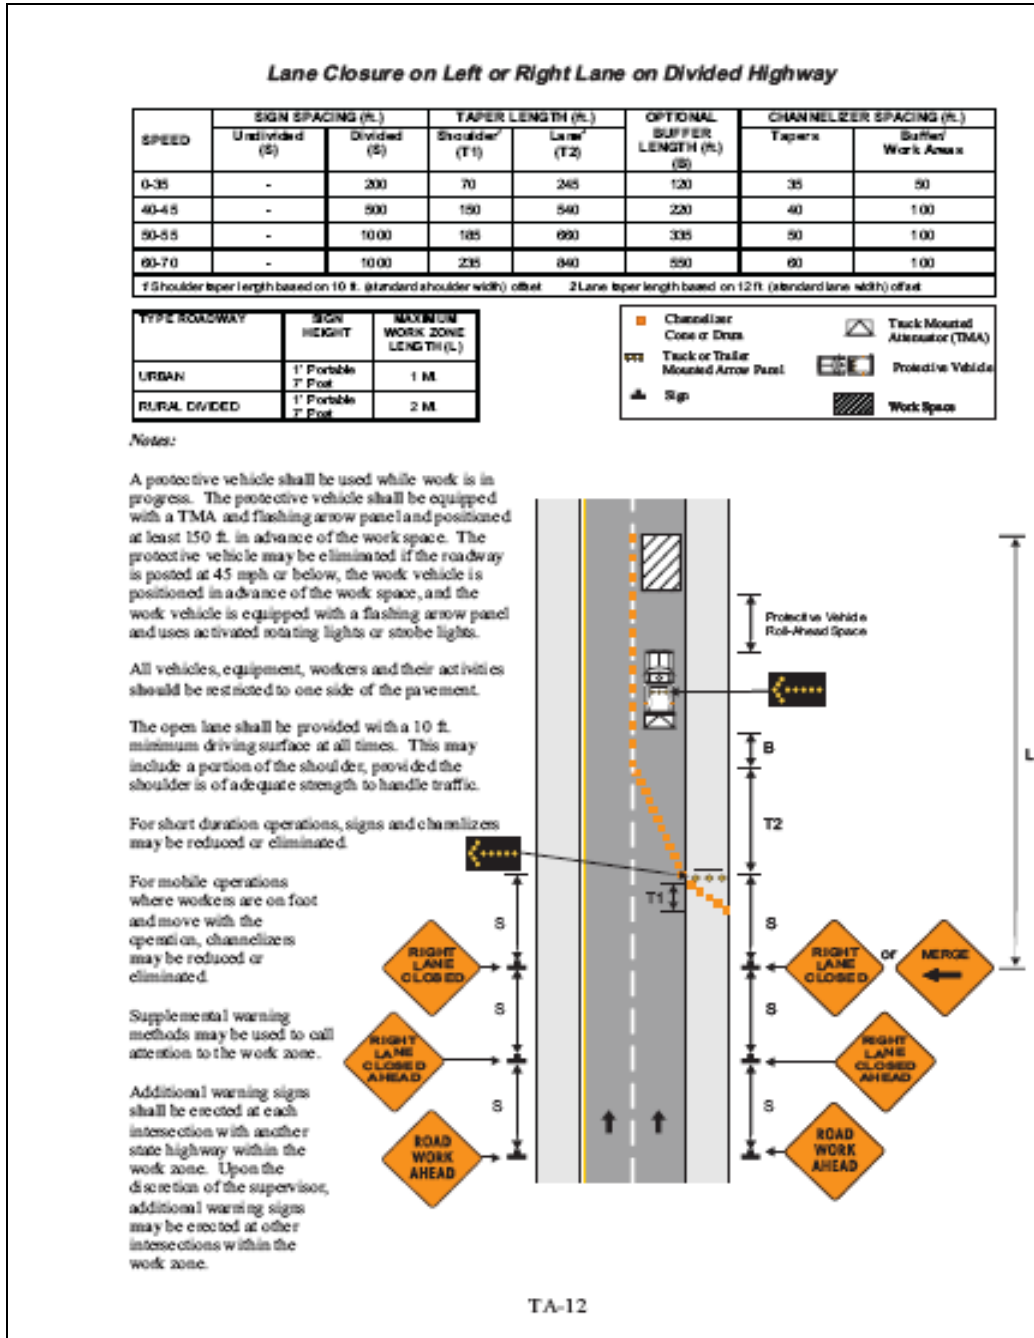 Lane Closure on Left or Right Lane on Divided Highway
SPEED SIGN SPACING (ft.) TAPER LENGTH (ft.) OPTIONAL BUFFER LENGTH (ft.) (B) CHANNELIZER SPACING (ft.)
Undivided (S) Divided (S) Shoulder¹ (T1) Lane² (T2) Tapers Buffer/ Work Areas
0-35 - 200 70 245 120 35 50
40-45 - 500 150 540 220 40 100
50-55 - 1000 185 660 335 50 100
60-70 - 1000 235 840 550 60 100
1 Shoulder taper length based on 10 ft. (standard shoulder width) offset 2 Lane taper length based on 12 ft. (standard lane width) offset
TYPE ROADWAY SIGN HEIGHT MAXIMUM WORK ZONE LENGTH (L)
URBAN 1' Portable 7' Post 1 MI.
RURAL DIVIDED 1' Portable 7' Post 2 MI.
Channelizer
Cone or Drum
Truck or Trailer
Mounted Arrow Panel
Sign
Truck Mounted
Attenuator (TMA)
Protective Vehicle
Work Space
Notes:
A protective vehicle shall be used while work is in
progress. The protective vehicle shall be equipped
with a TMA and flashing arrow panel and positioned
at least 150 ft. in advance of the work space. The
protective vehicle may be eliminated if the roadway
is posted at 45 mph or below, the work vehicle is
positioned in advance of the work space, and the
work vehicle is equipped with a flashing arrow panel
and uses activated rotating lights or strobe lights.
All vehicles, equipment, workers and their activities
should be restricted to one side of the pavement.
The open lane shall be provided with a 10 ft.
minimum driving surface at all times. This may
include a portion of the shoulder, provided the
shoulder is of adequate strength to handle traffic.
For short duration operations, signs and channlizers
may be reduced or eliminated.
For mobile operations
where workers are on foot
and move with the
operation, channelizers
may be reduced or
eliminated.
Supplemental warning
methods may be used to call
attention to the work zone.
Additional warning signs
shall be erected at each
intersection with another
state highway within the
work zone. Upon the
discretion of the supervisor,
additional warning signs
may be erected at other
intersections within the
work zone.
Protective Vehicle
Roll-Ahead Space
B
L
T2
T1
S
S
RIGHT
LANE
CLOSED
RIGHT
LANE
CLOSED
or
MERGE
S
S
RIGHT
LANE
CLOSED
AHEAD
RIGHT
LANE
CLOSED
AHEAD
S
S
ROAD
WORK
AHEAD
ROAD
WORK
AHEAD
TA-12